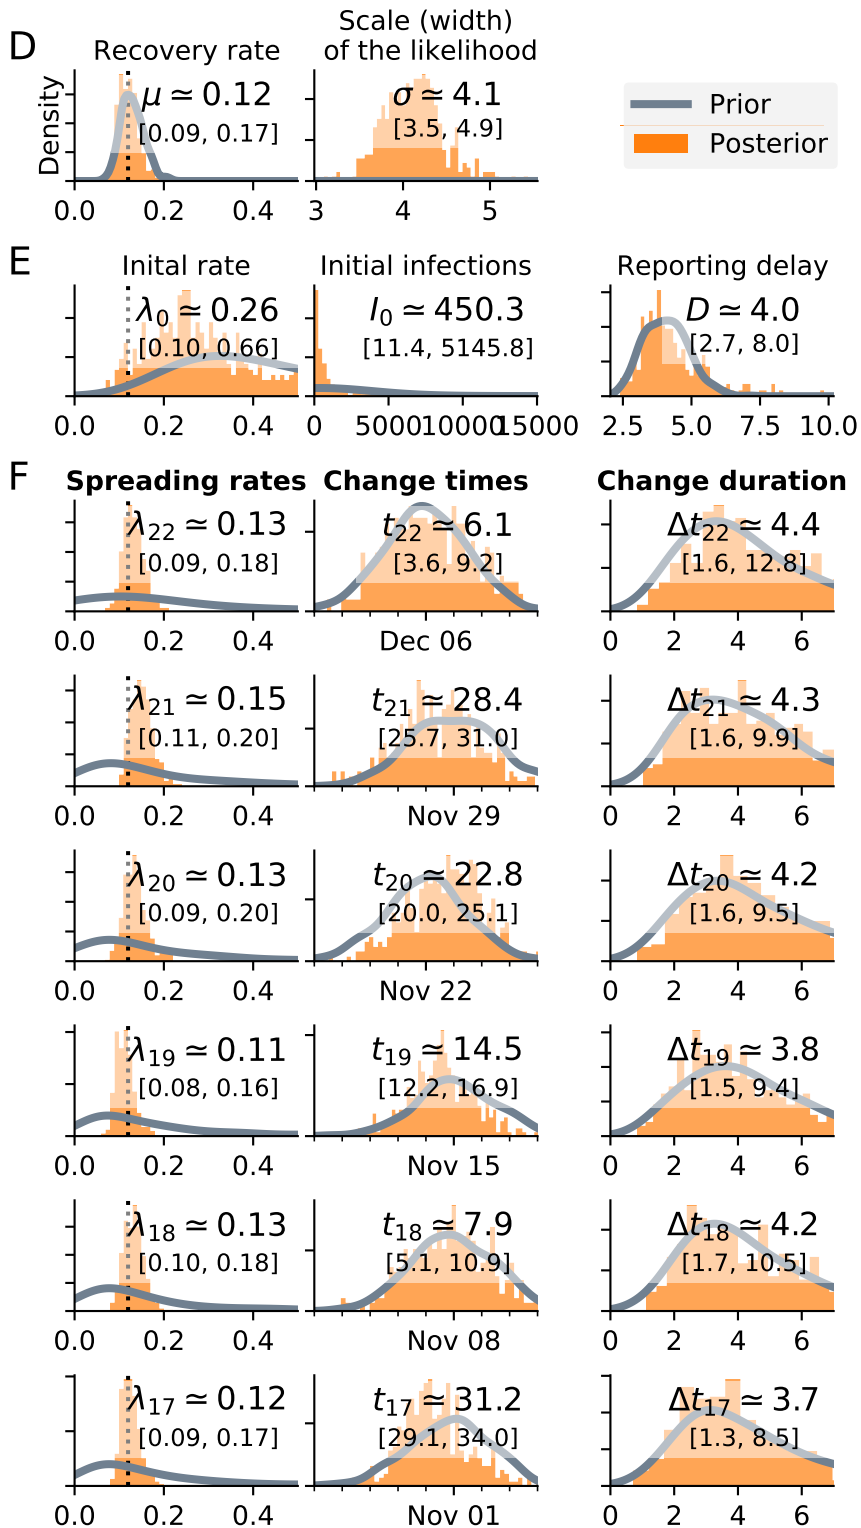 D
Recovery rate
Scale (width)
of the likelihood
Density
μ ≃ 0.12
[0.09, 0.17]
σ ≃ 4.1
[3.5, 4.9]
Prior
Posterior
0.0 0.2 0.4
3 4 5
E
Inital rate
Initial infections
Reporting delay
λ0 ≃ 0.26
[0.10, 0.66]
I0 ≃ 450.3
[11.4, 5145.8]
D ≃ 4.0
[2.7, 8.0]
0.0 0.2 0.4
0 5000 10000 15000
2.5 5.0 7.5 10.0
F
Spreading rates
Change times
Change duration
λ22 ≃ 0.13
[0.09, 0.18]
t22 ≃ 6.1
[3.6, 9.2]
Δt22 ≃ 4.4
[1.6, 12.8]
0.0 0.2 0.4
Dec 06
0 2 4 6
λ21 ≃ 0.15
[0.11, 0.20]
t21 ≃ 28.4
[25.7, 31.0]
Δt21 ≃ 4.3
[1.6, 9.9]
0.0 0.2 0.4
Nov 29
0 2 4 6
λ20 ≃ 0.13
[0.09, 0.20]
t20 ≃ 22.8
[20.0, 25.1]
Δt20 ≃ 4.2
[1.6, 9.5]
0.0 0.2 0.4
Nov 22
0 2 4 6
λ19 ≃ 0.11
[0.08, 0.16]
t19 ≃ 14.5
[12.2, 16.9]
Δt19 ≃ 3.8
[1.5, 9.4]
0.0 0.2 0.4
Nov 15
0 2 4 6
λ18 ≃ 0.13
[0.10, 0.18]
t18 ≃ 7.9
[5.1, 10.9]
Δt18 ≃ 4.2
[1.7, 10.5]
0.0 0.2 0.4
Nov 08
0 2 4 6
λ17 ≃ 0.12
[0.09, 0.17]
t17 ≃ 31.2
[29.1, 34.0]
Δt17 ≃ 3.7
[1.3, 8.5]
0.0 0.2 0.4
Nov 01
0 2 4 6